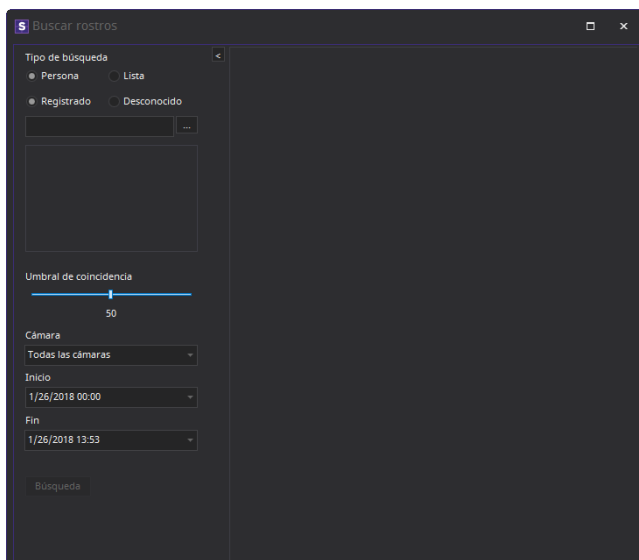 S Buscar rostros
Tipo de búsqueda
<
Persona Lista
Registrado Desconocido
...
Umbral de coincidencia
50
Cámara
Todas las cámaras
Inicio
1/26/2018 00:00
Fin
1/26/2018 13:53
Búsqueda